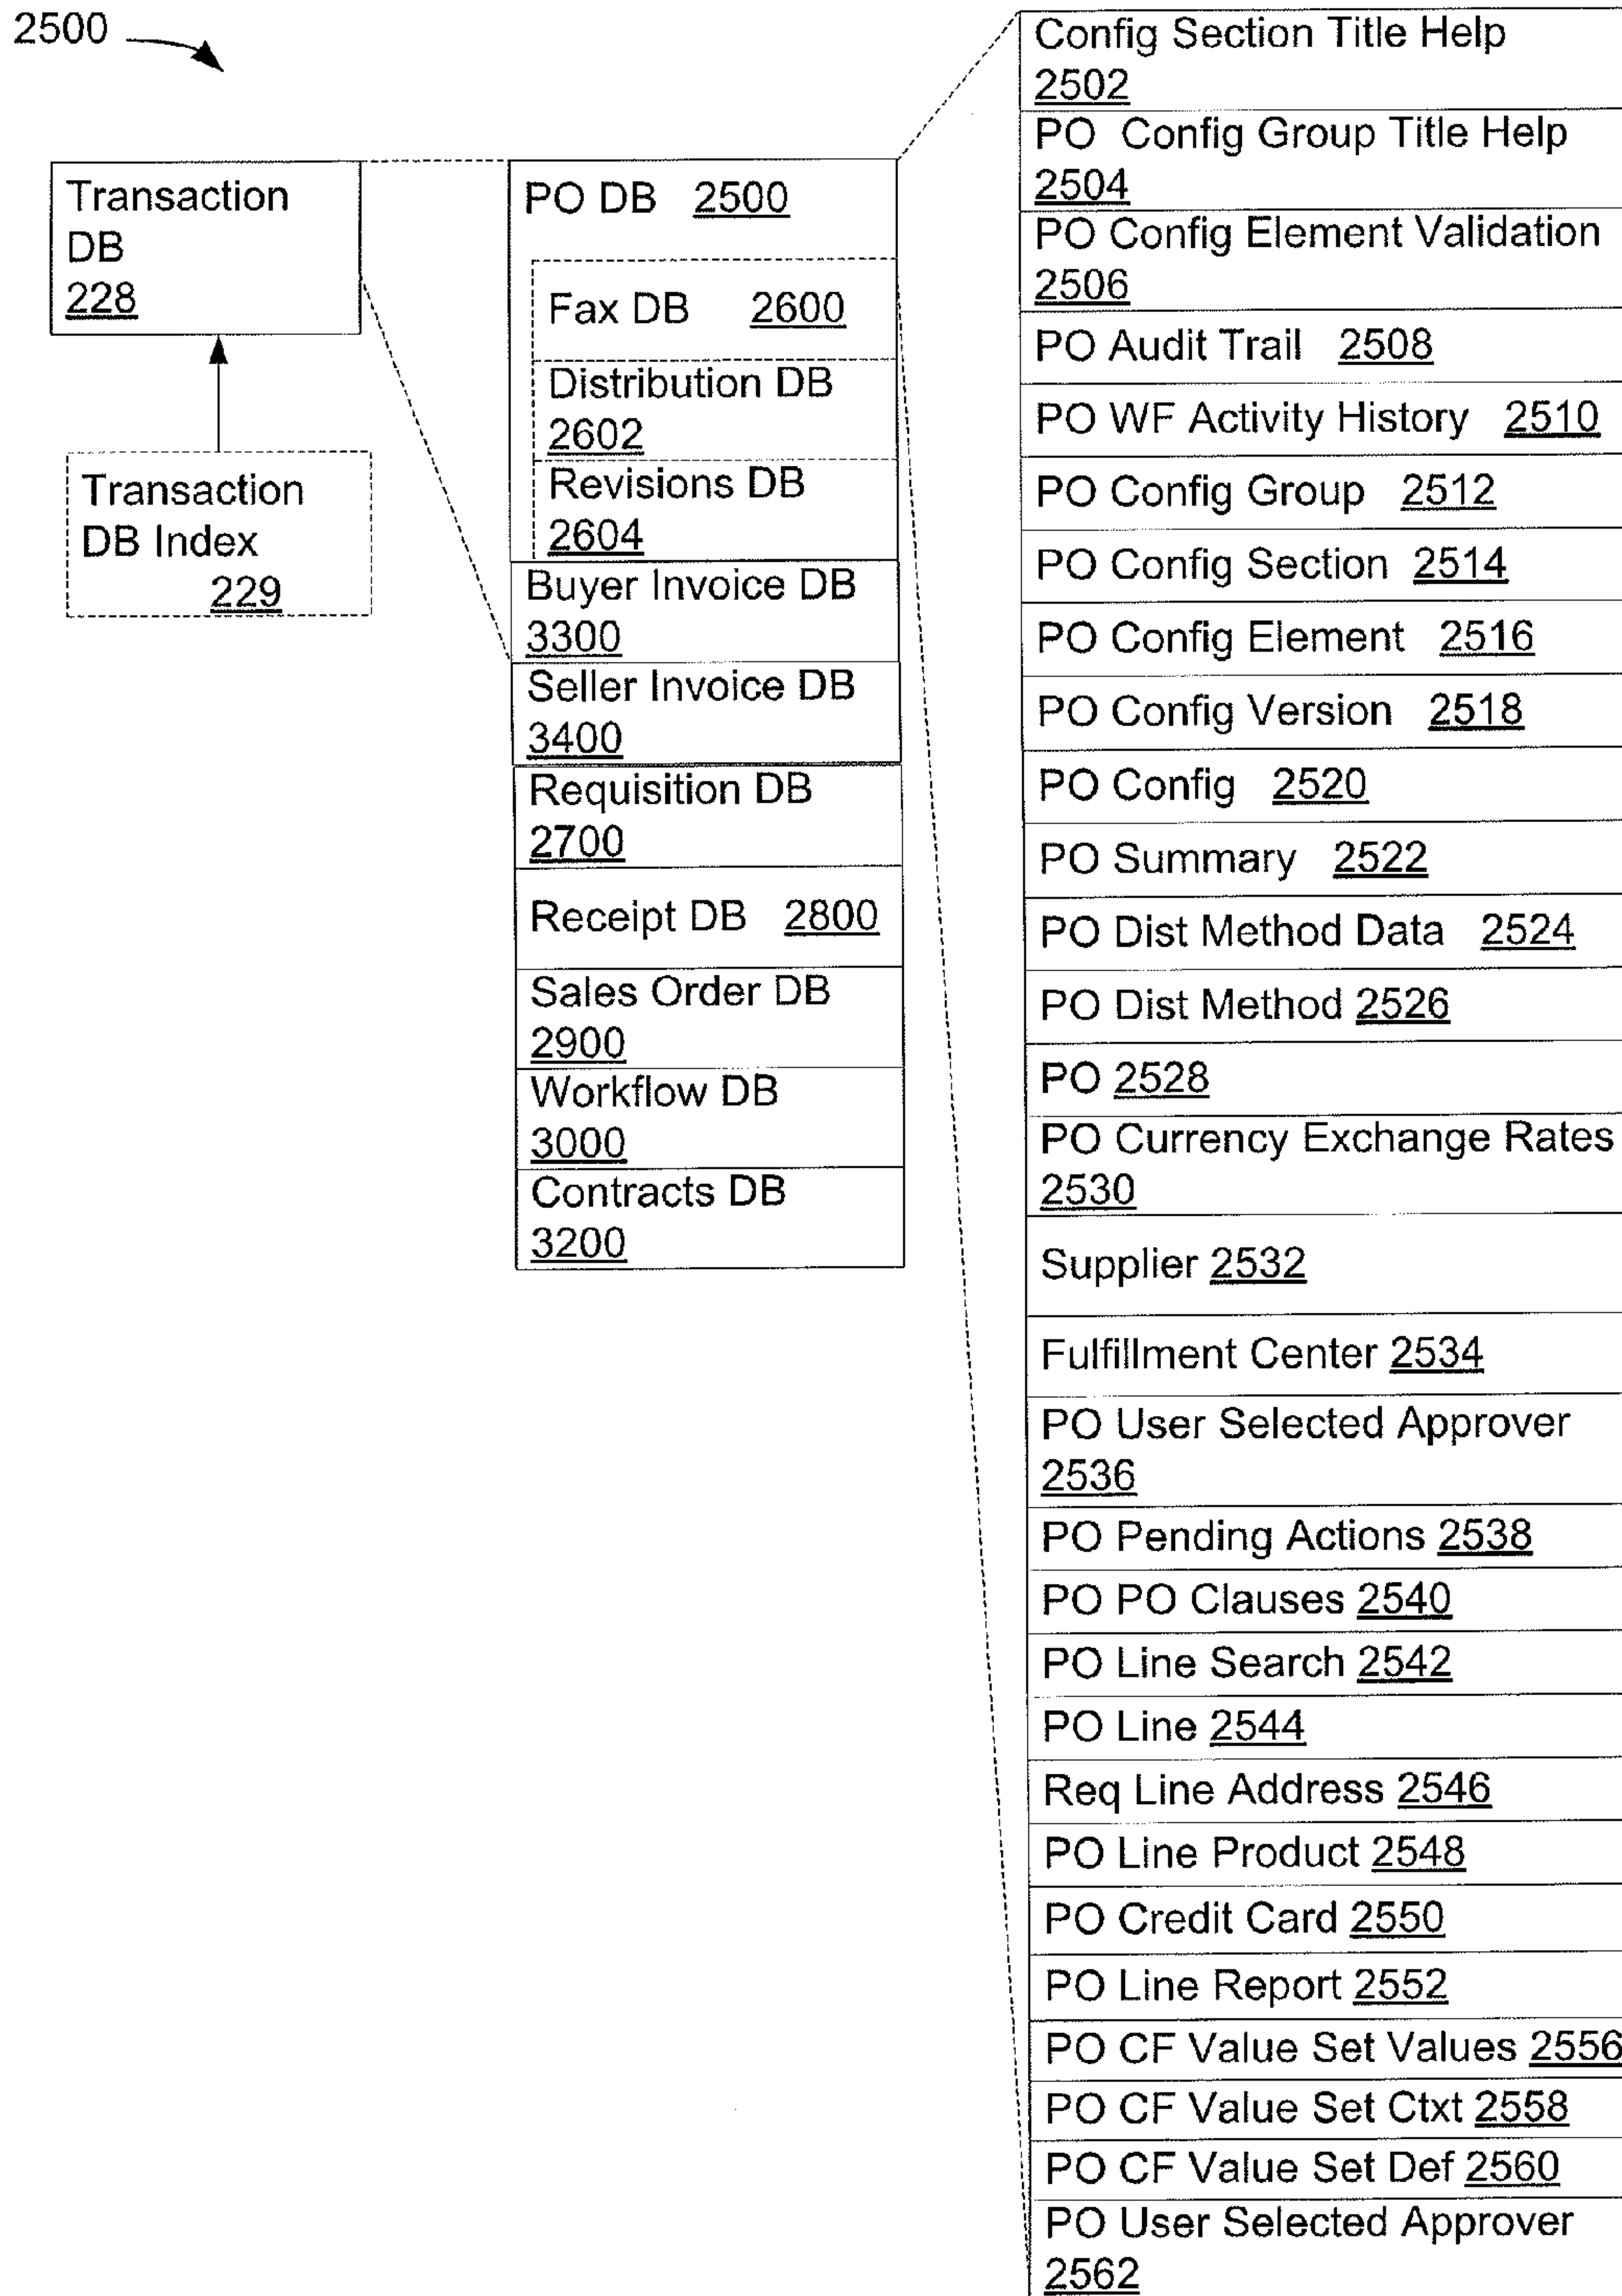 2500
Transaction
DB
228
Transaction
DB Index
229
PO DB 2500
Fax DB 2600
Distribution DB
2602
Revisions DB
2604
Buyer Invoice DB
3300
Seller Invoice DB
3400
Requisition DB
2700
Receipt DB 2800
Sales Order DB
2900
Workflow DB
3000
Contracts DB
3200
Config Section Title Help
2502
PO Config Group Title Help
2504
PO Config Element Validation
2506
PO Audit Trail 2508
PO WF Activity History 2510
PO Config Group 2512
PO Config Section 2514
PO Config Element 2516
PO Config Version 2518
PO Config 2520
PO Summary 2522
PO Dist Method Data 2524
PO Dist Method 2526
PO 2528
PO Currency Exchange Rates
2530
Supplier 2532
Fulfillment Center 2534
PO User Selected Approver
2536
PO Pending Actions 2538
PO PO Clauses 2540
PO Line Search 2542
PO Line 2544
Req Line Address 2546
PO Line Product 2548
PO Credit Card 2550
PO Line Report 2552
PO CF Value Set Values 2556
PO CF Value Set Ctxt 2558
PO CF Value Set Def 2560
PO User Selected Approver
2562